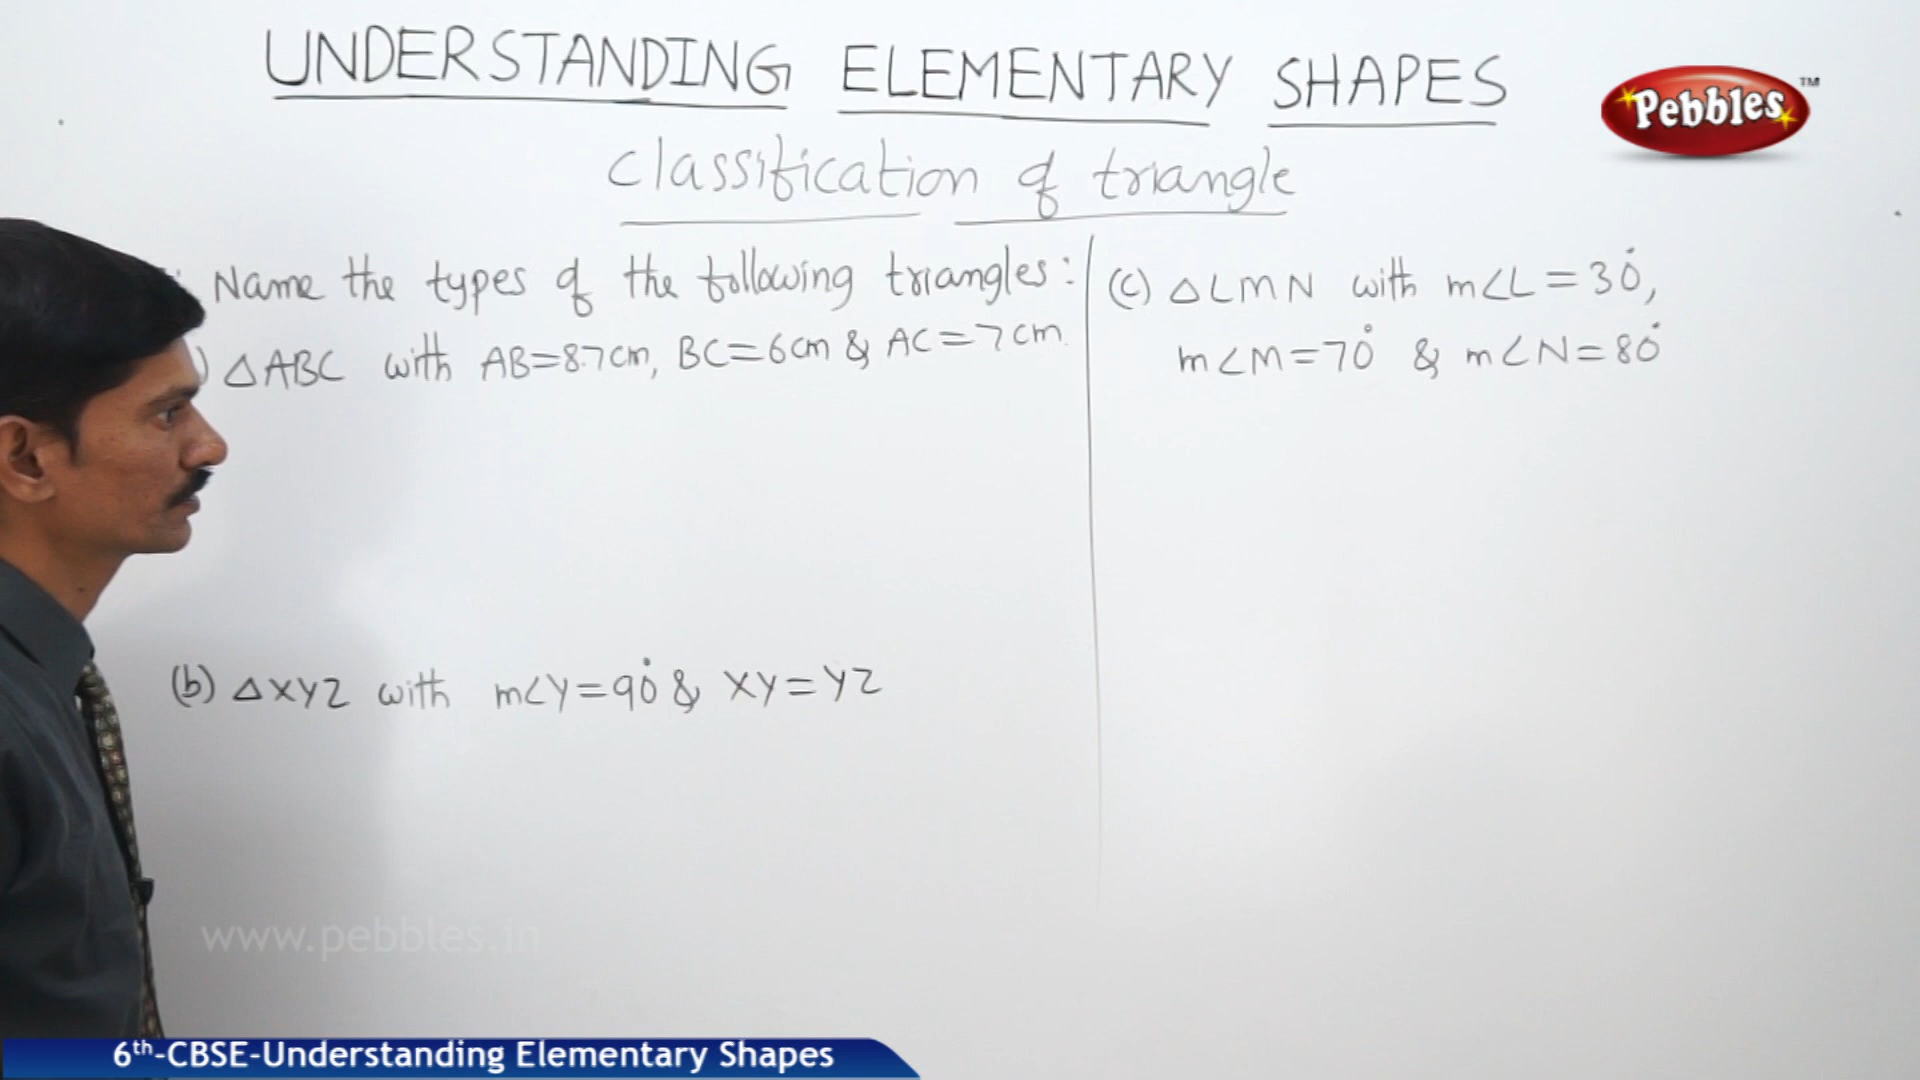 UNDERSTANDING ELEMENTARY SHAPES
Pebbles™
Classification of triangle
Name the types of the following triangles:
) △ABC with AB=8.7cm, BC=6cm & AC=7cm.
(b) △XYZ with m∠Y=90° & XY=YZ
(c) △LMN with m∠L=30°,
m∠M=70° & m∠N=80°
www.pebbles.in
6th-CBSE-Understanding Elementary Shapes